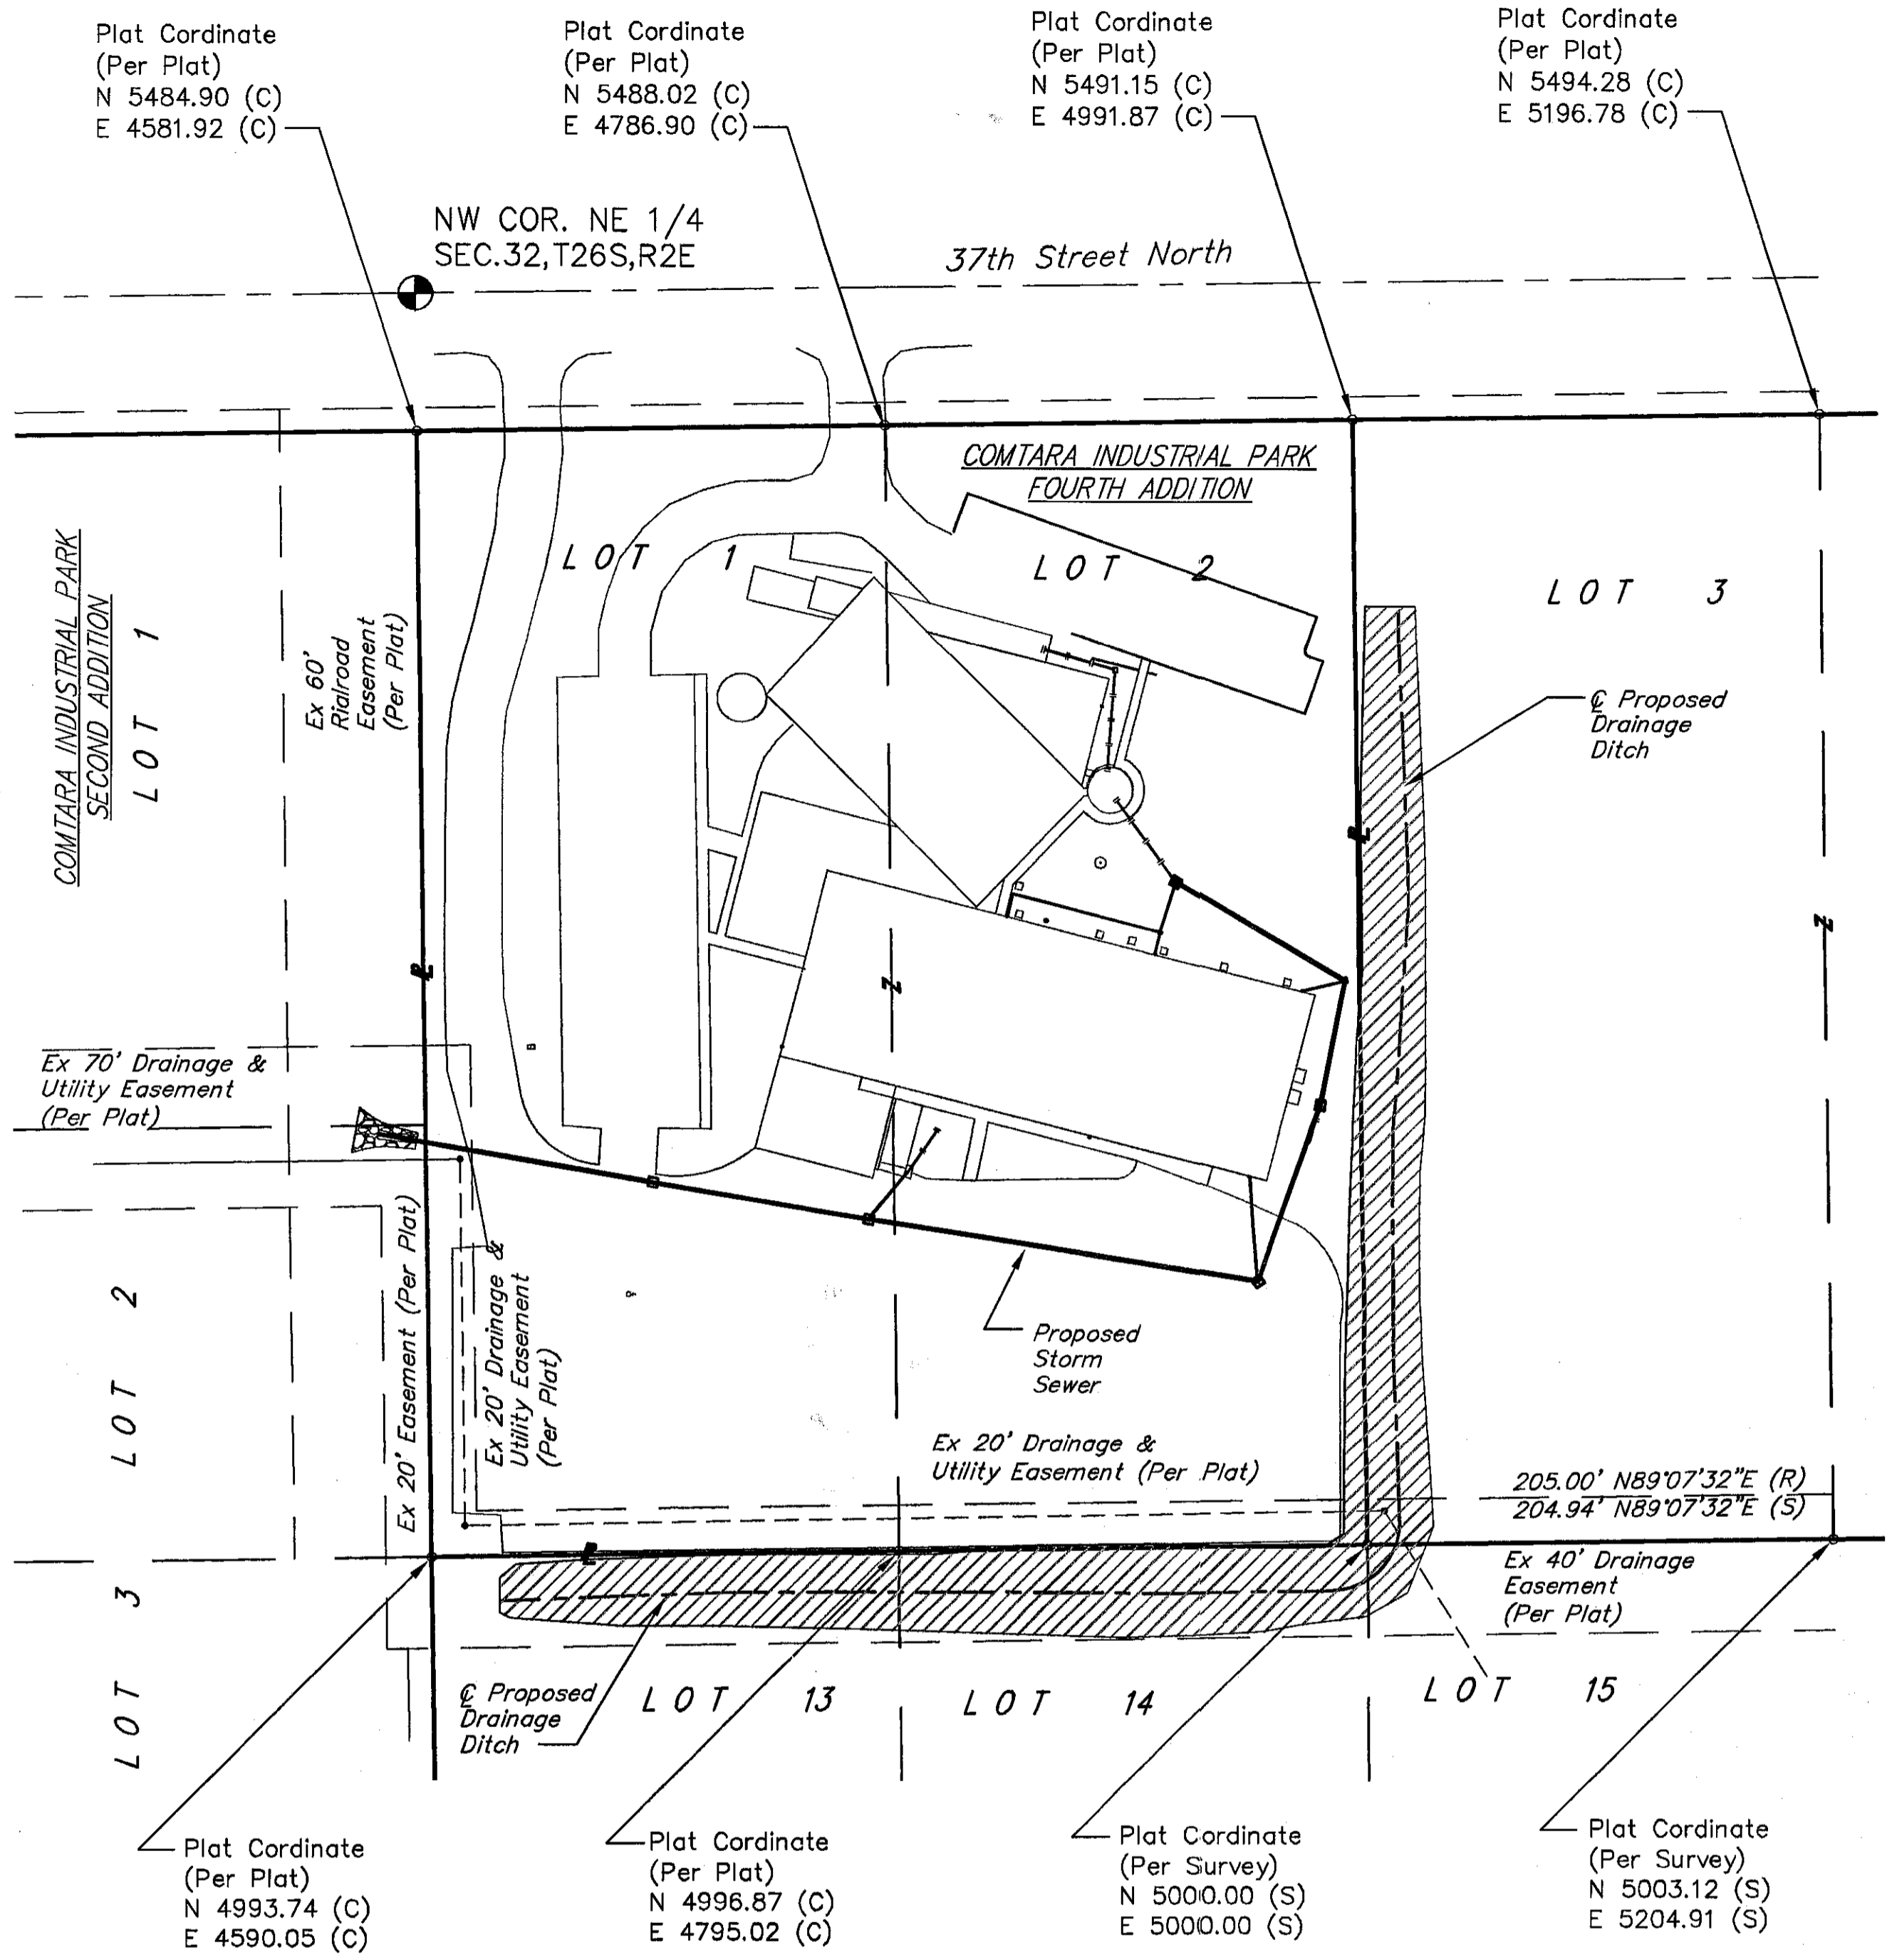 Plat Cordinate
(Per Plat)
N 5484.90 (C)
E 4581.92 (C)
Plat Cordinate
(Per Plat)
N 5488.02 (C)
E 4786.90 (C)
Plat Cordinate
(Per Plat)
N 5491.15 (C)
E 4991.87 (C)
Plat Cordinate
(Per Plat)
N 5494.28 (C)
E 5196.78 (C)
NW COR. NE 1/4
SEC.32,T26S,R2E
37th Street North
COMTARA INDUSTRIAL PARK
FOURTH ADDITION
COMTARA INDUSTRIAL PARK
SECOND ADDITION
LOT 1
Ex 60'
Rialroad
Easement
(Per Plat)
LOT 1
LOT 2
LOT 3
℄ Proposed
Drainage
Ditch
℄
℄
Z
Z
Ex 70' Drainage &
Utility Easement
(Per Plat)
Ex 20' Easement (Per Plat)
Ex 20' Drainage &
Utility Easement
(Per Plat)
LOT 2
Proposed
Storm
Sewer
Ex 20' Drainage &
Utility Easement (Per Plat)
205.00' N89°07'32"E (R)
204.94' N89°07'32"E (S)
℄
Ex 40' Drainage
Easement
(Per Plat)
LOT 3
℄ Proposed
Drainage
Ditch
LOT 13
LOT 14
LOT 15
Plat Cordinate
(Per Plat)
N 4993.74 (C)
E 4590.05 (C)
Plat Cordinate
(Per Plat)
N 4996.87 (C)
E 4795.02 (C)
Plat Cordinate
(Per Survey)
N 5000.00 (S)
E 5000.00 (S)
Plat Cordinate
(Per Survey)
N 5003.12 (S)
E 5204.91 (S)